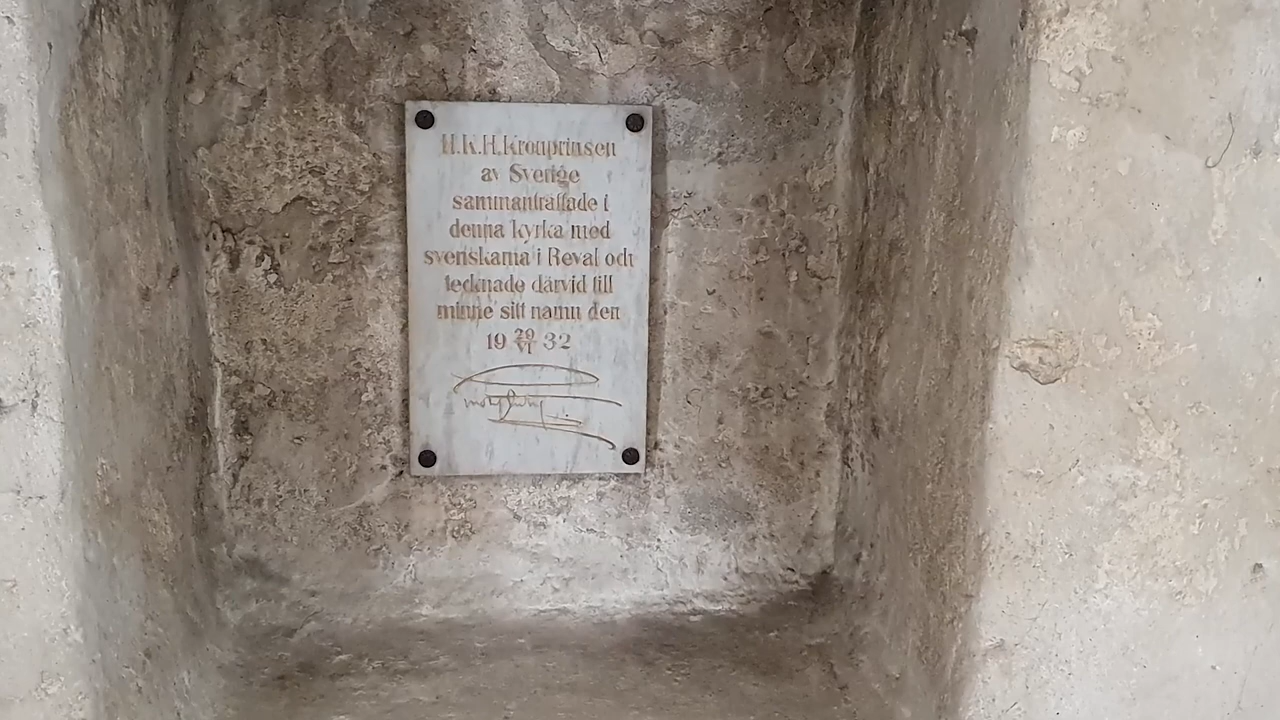 H.K.H.Kronprinsen
av Sverige
sammanträffade i
denna kyrka med
svenskarna i Reval och
tecknade därvid till
minne sitt namn den
19 29/VI 32